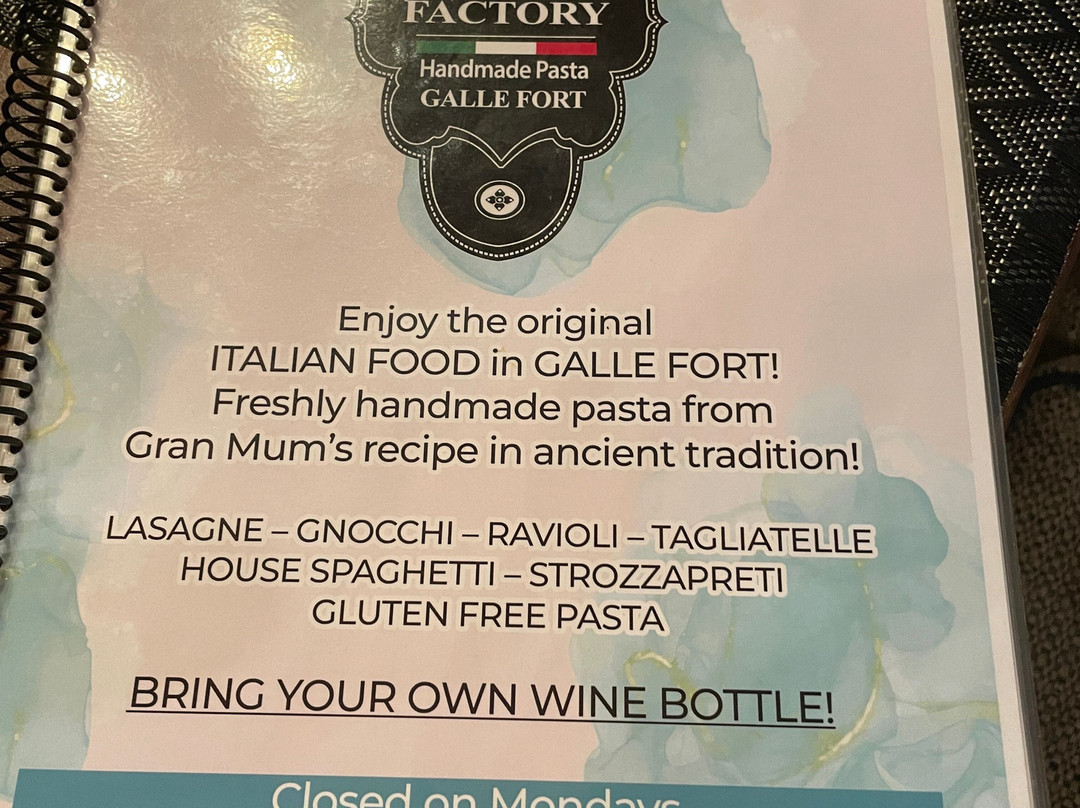 FACTORY
Handmade Pasta
GALLE FORT
Enjoy the original
ITALIAN FOOD in GALLE FORT!
Freshly handmade pasta from
Gran Mum's recipe in ancient tradition!
LASAGNE – GNOCCHI – RAVIOLI – TAGLIATELLE
HOUSE SPAGHETTI – STROZZAPRETI
GLUTEN FREE PASTA
BRING YOUR OWN WINE BOTTLE!
Closed on Mondays